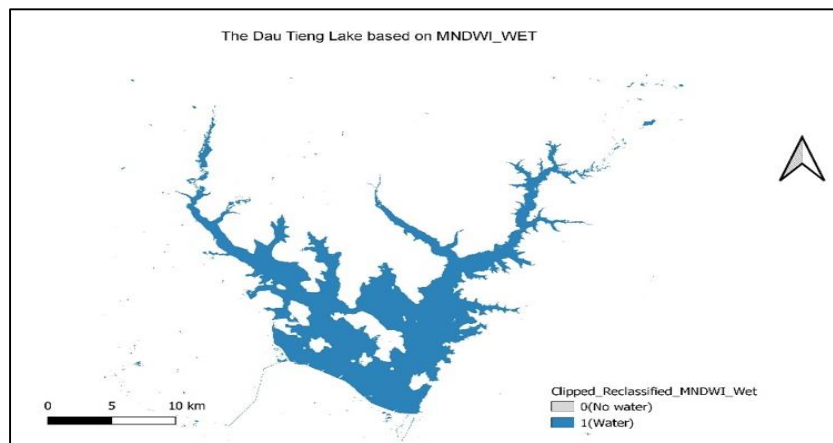 The Dau Tieng Lake based on MNDWI_WET
Clipped_Reclassified_MNDWI_Wet
0(No water)
1(Water)
0 5 10 km